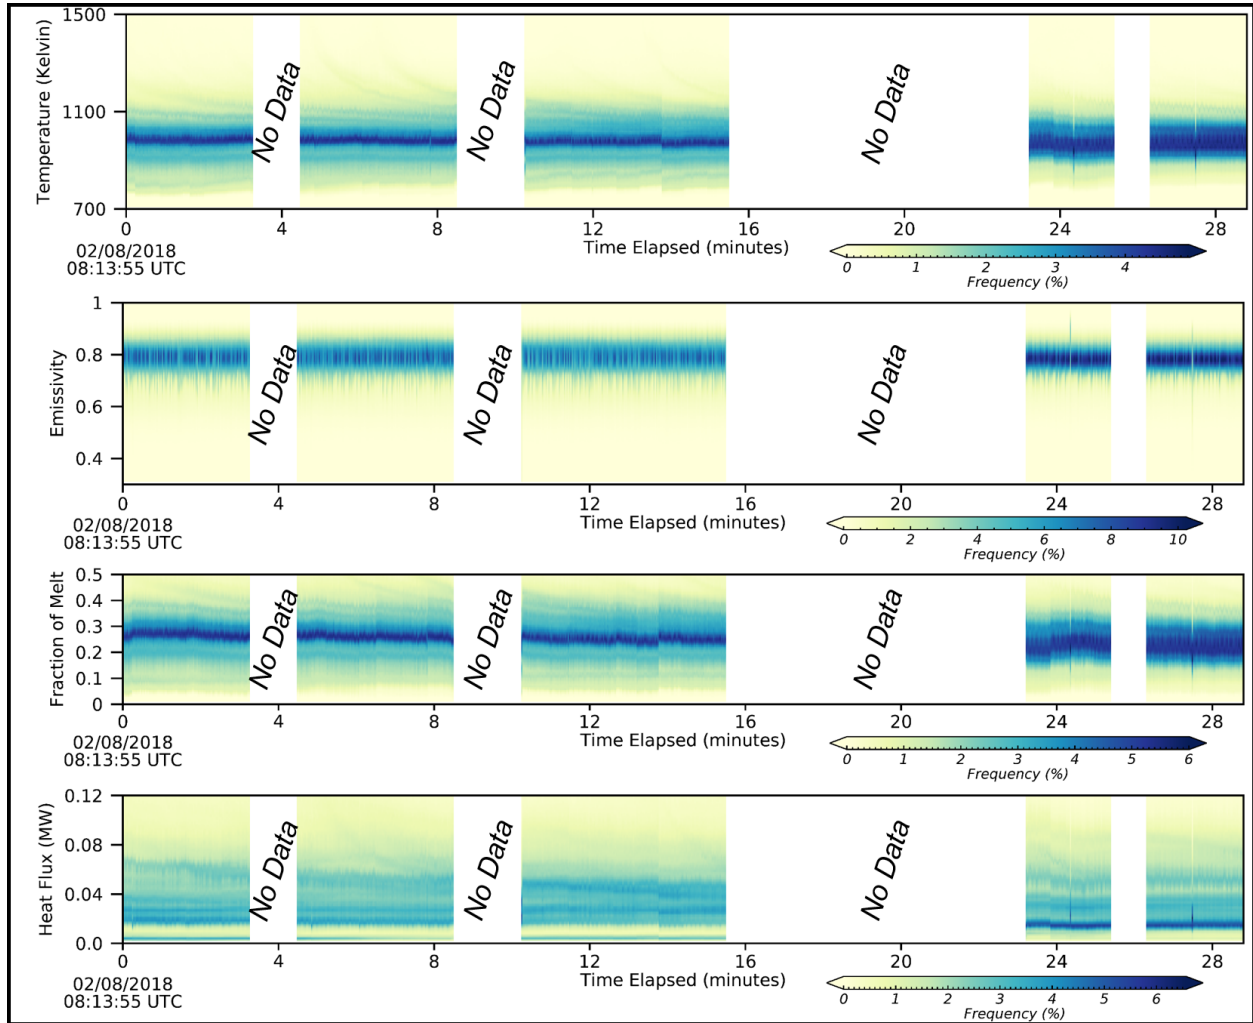 1500
1100
700
Temperature (Kelvin)
No Data
No Data
No Data
0 4 8 12 16 20 24 28
Time Elapsed (minutes)
02/08/2018
08:13:55 UTC
0 1 2 3 4
Frequency (%)
1
0.8
0.6
0.4
Emissivity
No Data
No Data
No Data
0 4 8 12 16 20 24 28
Time Elapsed (minutes)
02/08/2018
08:13:55 UTC
0 2 4 6 8 10
Frequency (%)
0.5
0.4
0.3
0.2
0.1
0
Fraction of Melt
No Data
No Data
No Data
0 4 8 12 16 20 24 28
Time Elapsed (minutes)
02/08/2018
08:13:55 UTC
0 1 2 3 4 5 6
Frequency (%)
0.12
0.08
0.04
0.0
Heat Flux (MW)
No Data
No Data
No Data
0 4 8 12 16 20 24 28
Time Elapsed (minutes)
02/08/2018
08:13:55 UTC
0 1 2 3 4 5 6
Frequency (%)